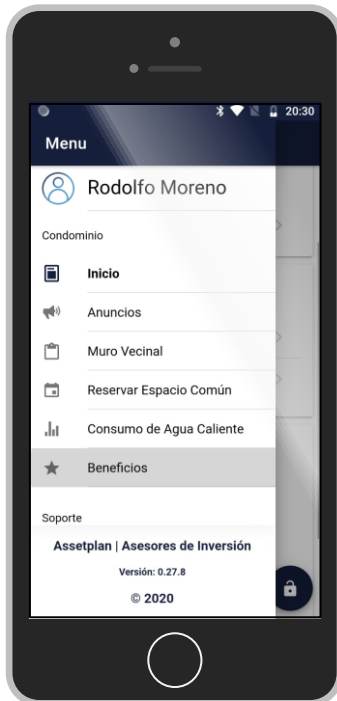 20:30
Menu
Rodolfo Moreno
Condominio
Inicio
Anuncios
Muro Vecinal
Reservar Espacio Común
Consumo de Agua Caliente
Beneficios
Soporte
Assetplan | Asesores de Inversión
Versión: 0.27.8
© 2020